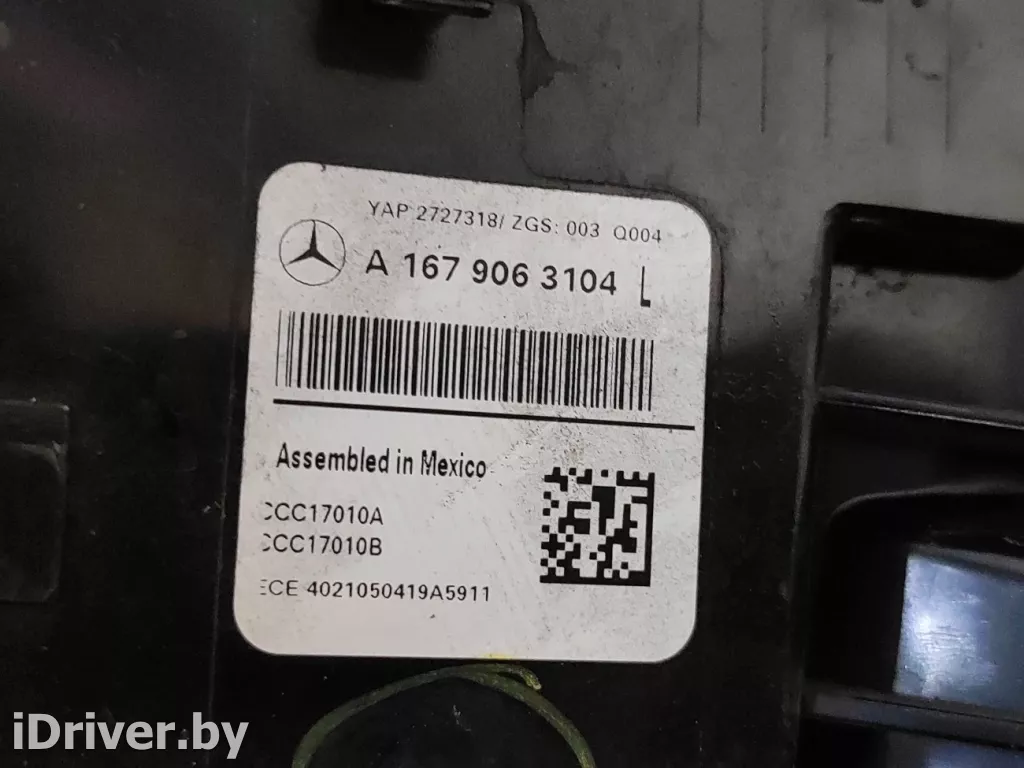 YAP 2727318/ ZGS: 003 Q004
A 167 906 3104 L
Assembled in Mexico
CCC17010A
CCC17010B
ECE 4021050419A5911
iDriver.by